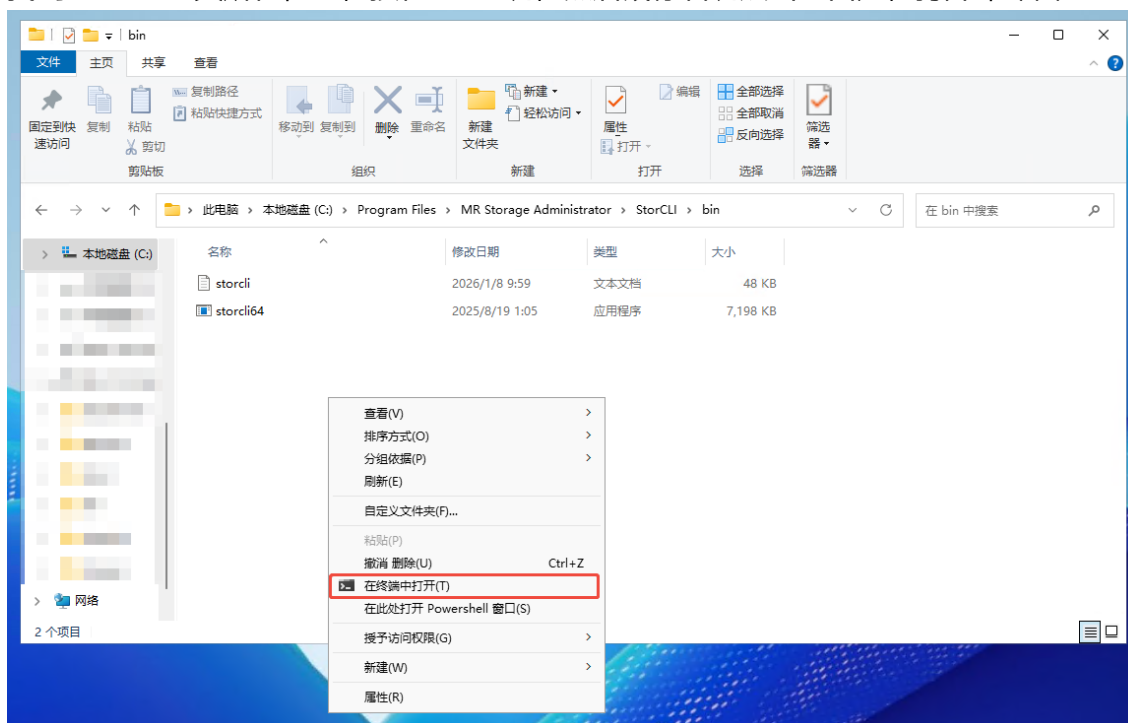 bin
文件 主页 共享 查看
固定到快速访问
复制
粘贴
复制路径
粘贴快捷方式
剪切
剪贴板
移动到 复制到 删除 重命名
组织
新建文件夹
新建
轻松访问
新建
属性
打开
编辑
打开
全部选择
全部取消
反向选择
选择
筛选器
筛选器
此电脑 > 本地磁盘 (C:) > Program Files > MR Storage Administrator > StorCLI > bin
在 bin 中搜索
本地磁盘 (C:)
名称 修改日期 类型 大小
storcli 2026/1/8 9:59 文本文档 48 KB
storcli64 2025/8/19 1:05 应用程序 7,198 KB
查看(V)
排序方式(O)
分组依据(P)
刷新(E)
自定义文件夹(F)...
粘贴(P)
撤消 删除(U) Ctrl+Z
在终端中打开(T)
在此处打开 Powershell 窗口(S)
授予访问权限(G)
新建(W)
属性(R)
网络
2 个项目